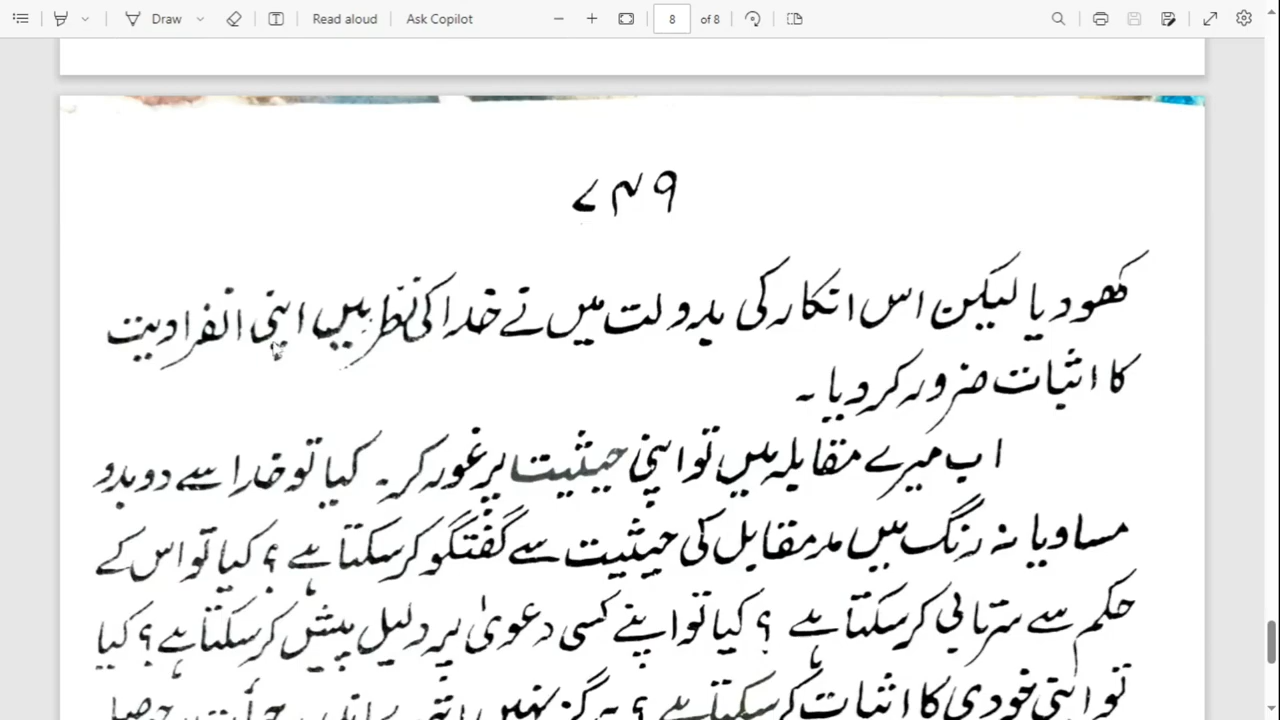 Draw
Read aloud
Ask Copilot
8
of 8
۷۴۹
کھو دیا لیکن اس انکار کی بدولت میں نے خدا کی نظر میں اپنی انفرادیت
کا اثبات ضرور کر دیا ۔
اب میرے مقابلہ میں تو اپنی حیثیت پر غور کر۔ کیا تو خدا سے دوبدو
مساویانہ رنگ میں مدمقابل کی حیثیت سے گفتگو کر سکتا ہے ؟ کیا تو اس کے
حکم سے سرتابی کر سکتا ہے ؟ کیا تو اپنے کسی دعویٰ پر دلیل پیش کر سکتا ہے ؟ کیا
تو اپنی خودی کا اثبات کر سکتا ہے ؟ ہرگز نہیں